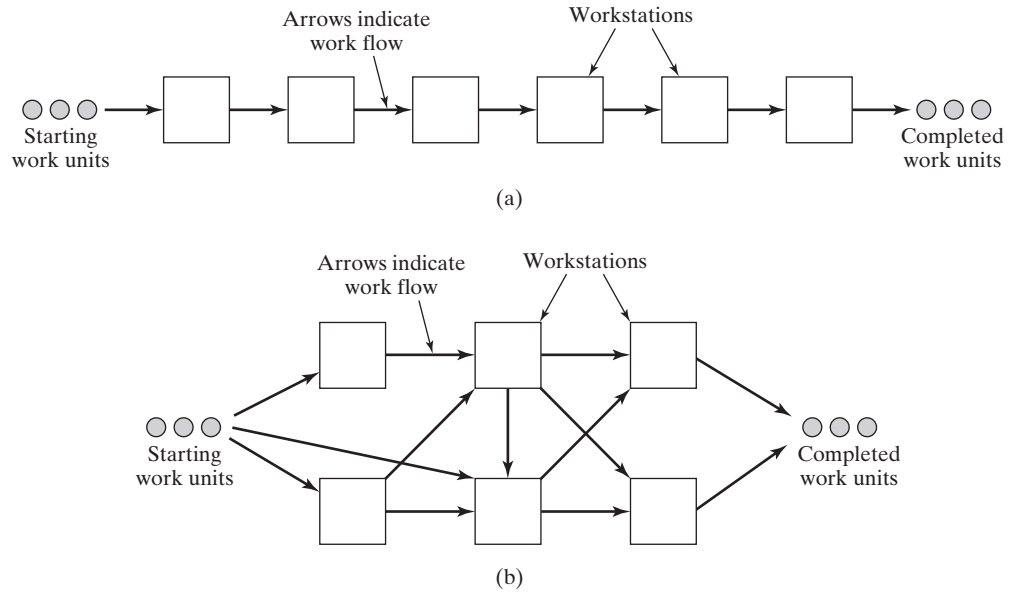 Arrows indicate
work flow
Workstations
Starting
work units
Completed
work units
(a)
Arrows indicate
work flow
Workstations
Starting
work units
Completed
work units
(b)